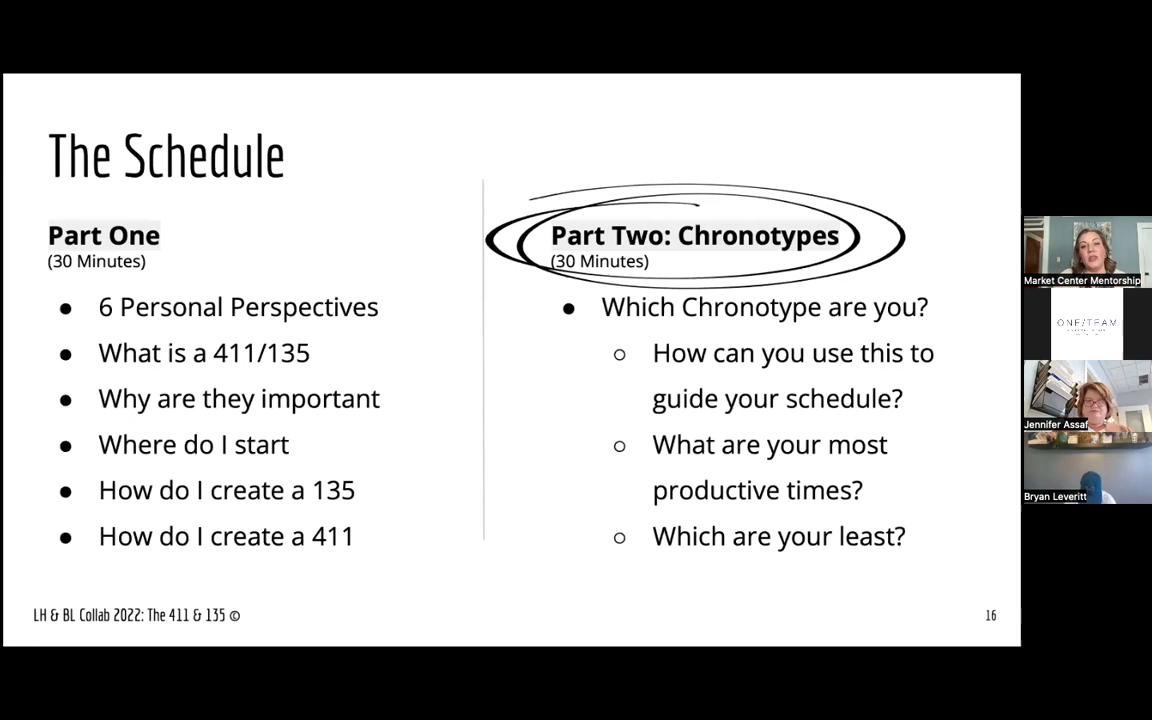 The Schedule
Part One
(30 Minutes)
● 6 Personal Perspectives
● What is a 411/135
● Why are they important
● Where do I start
● How do I create a 135
● How do I create a 411
Part Two: Chronotypes
(30 Minutes)
● Which Chronotype are you?
○ How can you use this to
guide your schedule?
○ What are your most
productive times?
○ Which are your least?
LH & BL Collab 2022: The 411 & 135 ©
16
Market Center Mentorship
ONE/TEAM
Jennifer Assaf
Bryan Leveritt